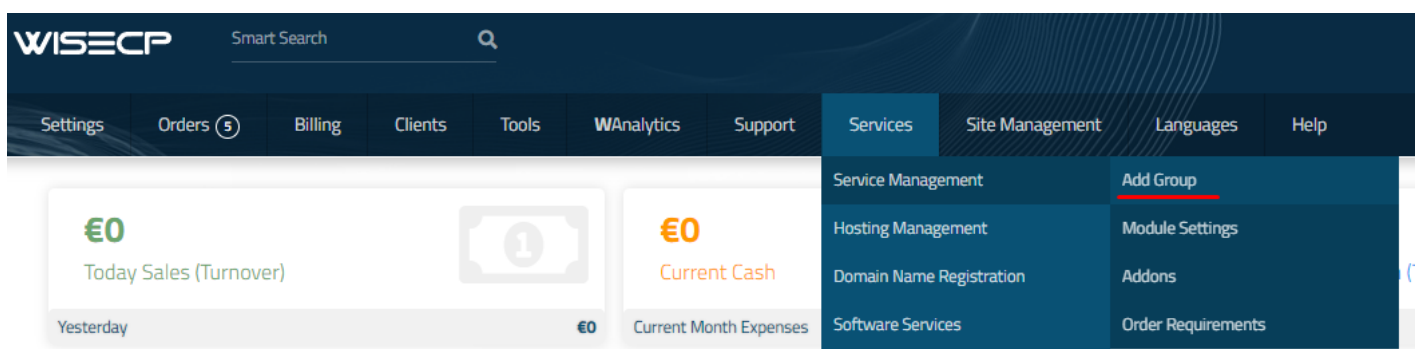 WISECP
Smart Search
Settings Orders 5 Billing Clients Tools WAnalytics Support Services Site Management Languages Help
Service Management Add Group
Hosting Management Module Settings
Domain Name Registration Addons
Software Services Order Requirements
€0
Today Sales (Turnover)
1
Yesterday €0
€0
Current Cash
Current Month Expenses